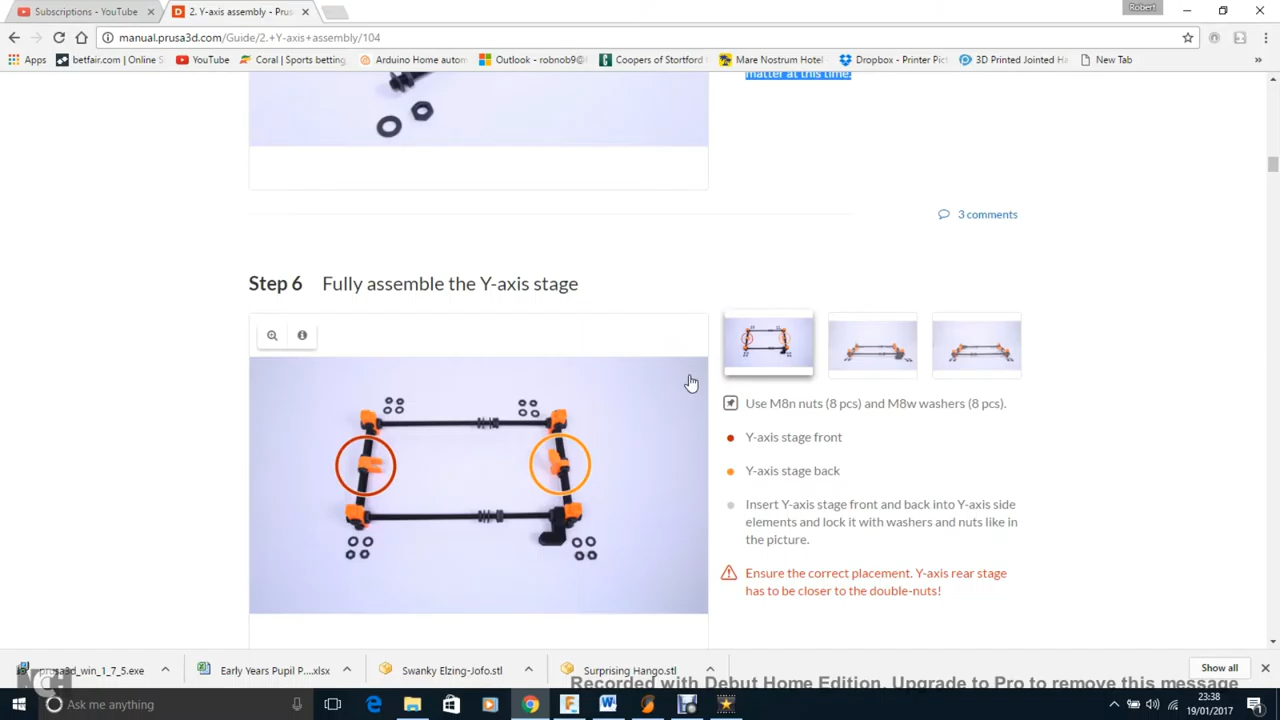 Robert
Subscriptions - YouTube
2. Y-axis assembly - Prus
manual.prusa3d.com/Guide/2.+Y-axis+assembly/104
Apps
betfair.com | Online S
YouTube
Coral | Sports betting
Arduino Home autom
Outlook - robnob9@
Coopers of Stortford
Mare Nostrum Hotel
Dropbox - Printer Pict
3D Printed Jointed Ha
New Tab
»
matter at this time.
3 comments
Step 6 Fully assemble the Y-axis stage
Use M8n nuts (8 pcs) and M8w washers (8 pcs).
Y-axis stage front
Y-axis stage back
Insert Y-axis stage front and back into Y-axis side
elements and lock it with washers and nuts like in
the picture.
Ensure the correct placement. Y-axis rear stage
has to be closer to the double-nuts!
prusa3d_win_1_7_5.exe
Early Years Pupil P....xlsx
Swanky Elzing-Jofo.stl
Surprising Hango.stl
Show all
NCH
Recorded with Debut Home Edition. Upgrade to Pro to remove this message
Ask me anything
23:38
19/01/2017